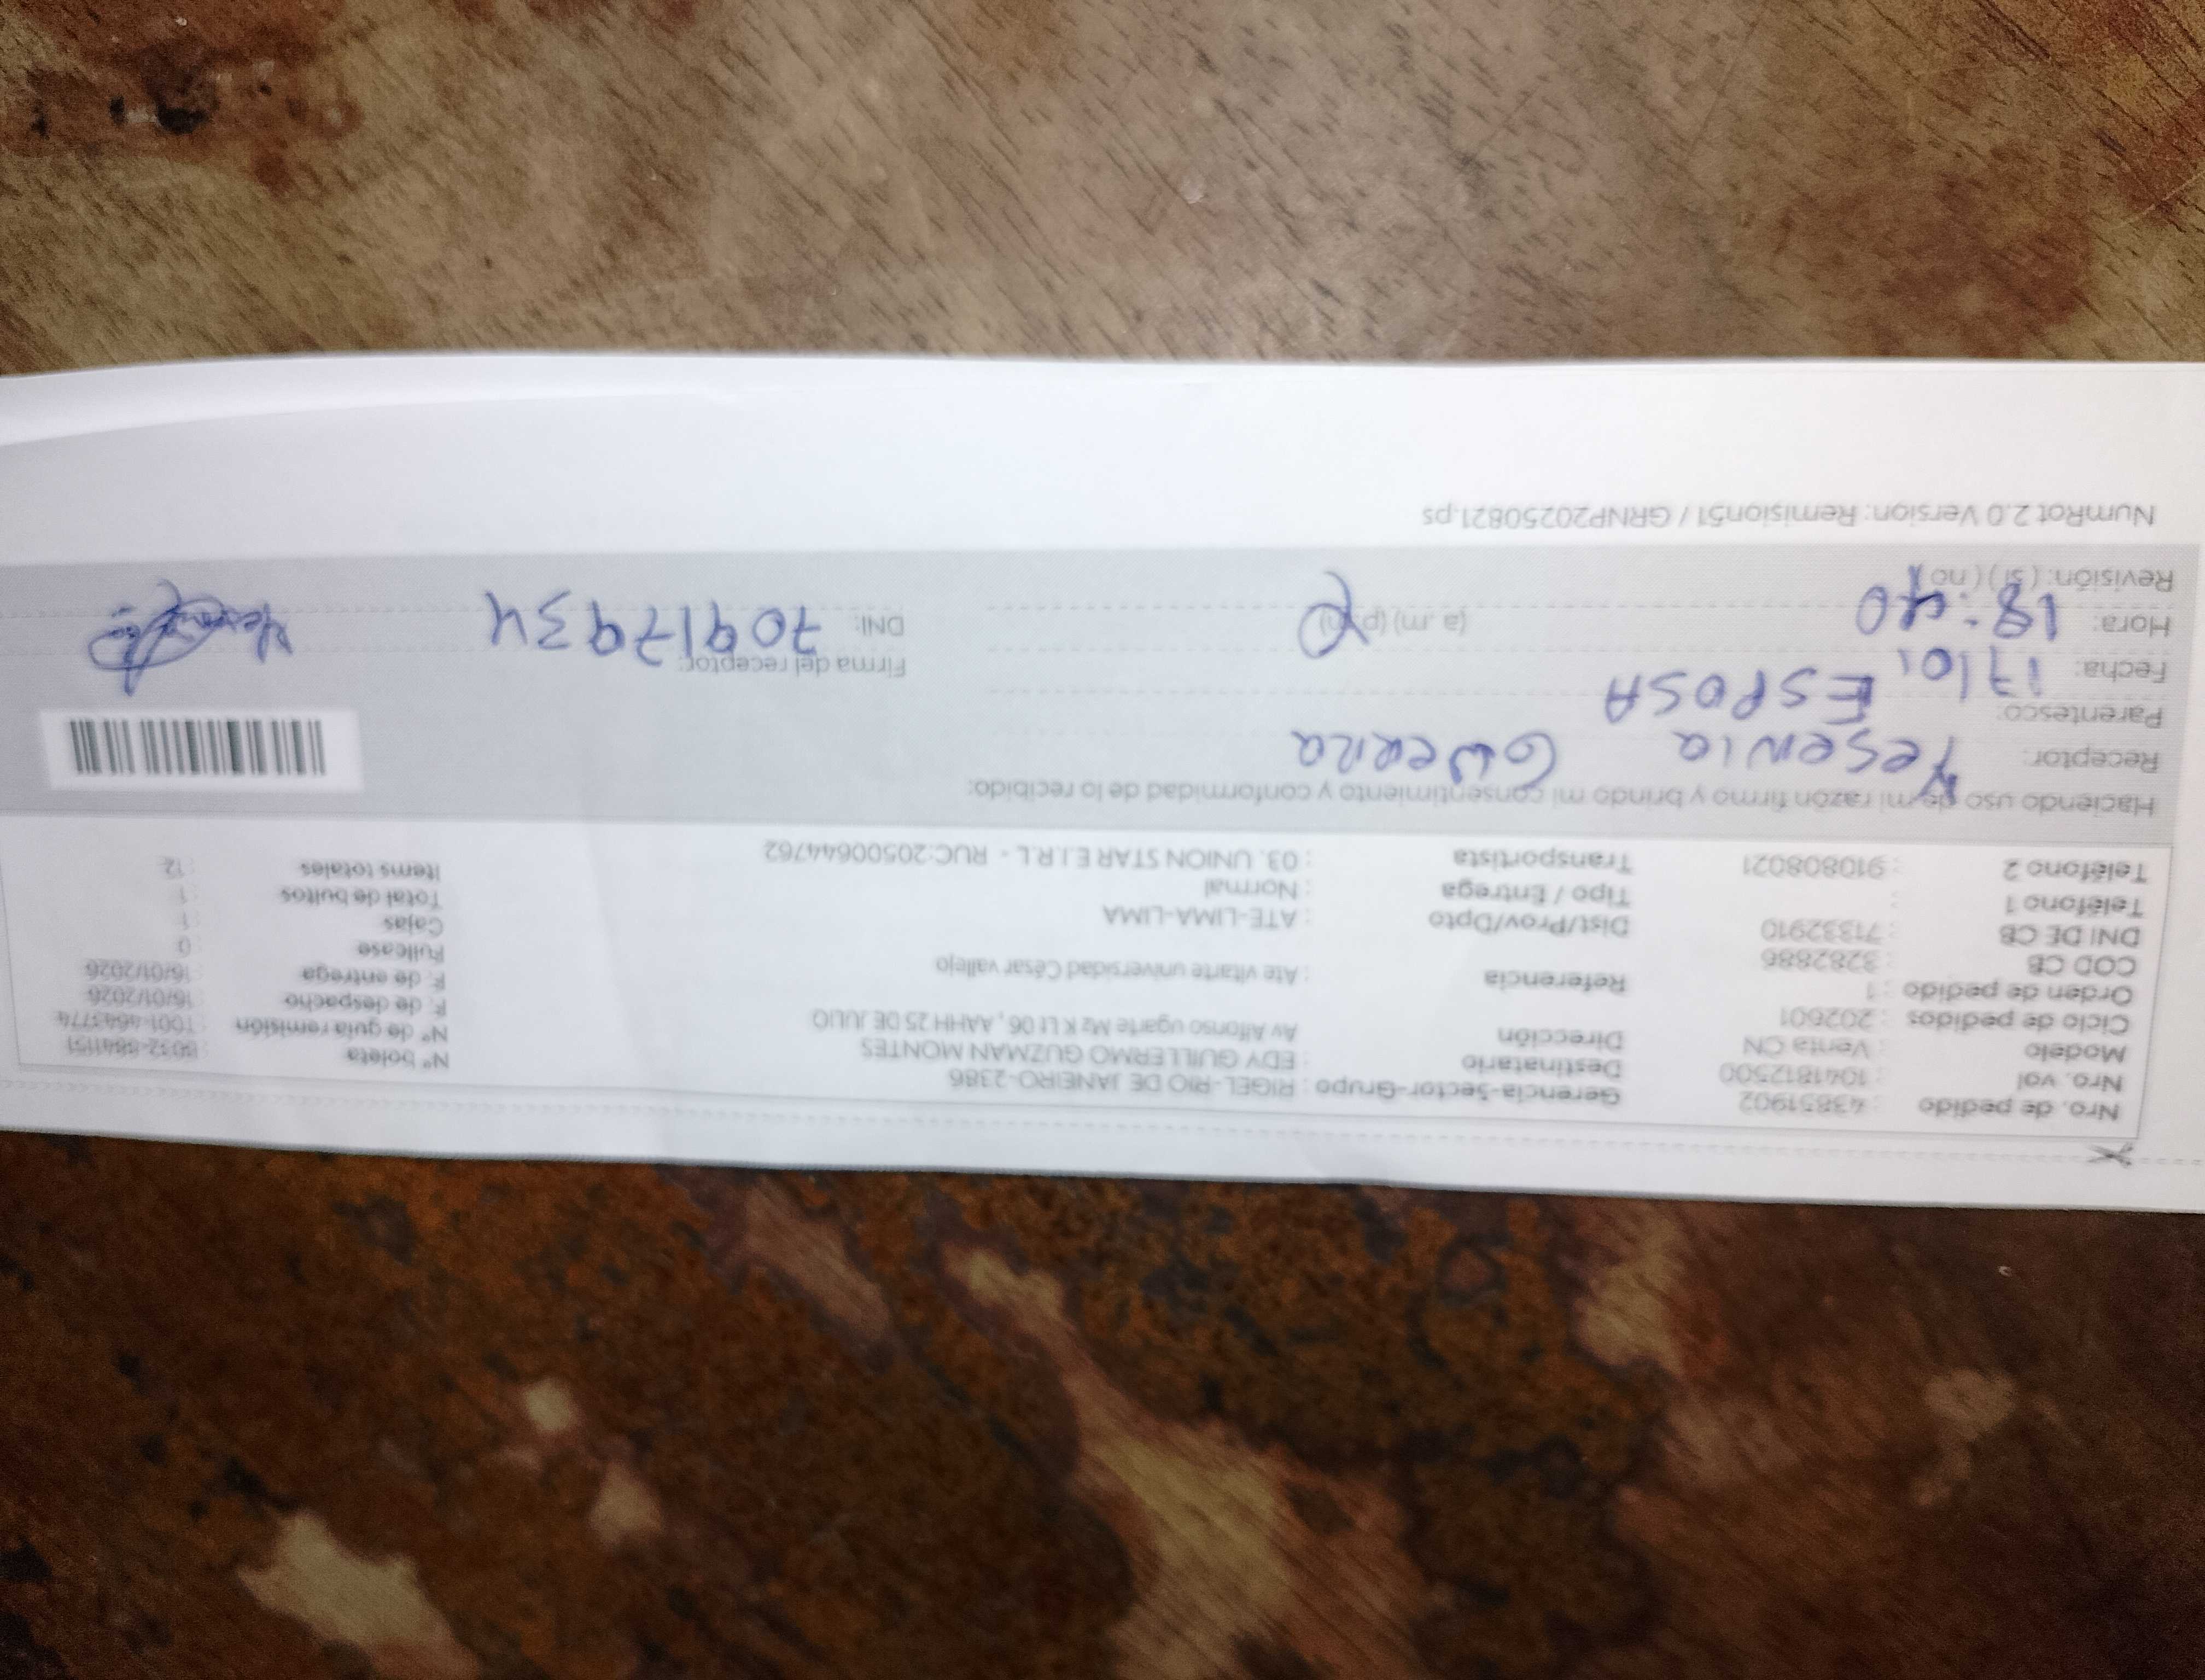 Nro. de pedido : 43851902
Nro. vol : 1041812500
Modelo : Venta CN
Ciclo de pedidos : 202601
Orden de pedido : 1
COD CB : 3282886
DNI DE CB : 71332910
Teléfono 1 :
Teléfono 2 : 910808021
Gerencia-Sector-Grupo : RIGEL-RIO DE JANEIRO-2386
Destinatario : EDY GUILLERMO GUZMAN MONTES
Dirección : Av Alfonso ugarte Mz K Lt 06 , AAHH 25 DE JULIO
Referencia : Ate vitarte universidad César vallejo
Dist/Prov/Dpto : ATE-LIMA-LIMA
Tipo / Entrega : Normal
Transportista : 03. UNION STAR E.I.R.L - RUC:20500644762
Nº boleta
Nº de guía remisión : T001-4643774
F. de despacho : 16/01/2026
F. de entrega : 16/01/2026
Fullcase : 0
Cajas : 1
Total de bultos : 1
Items totales : 12
Haciendo uso de mi razón firmo y brindo mi consentimiento y conformidad de lo recibido:
Receptor: Yesenia Guerra
Parentesco: ESPOSA
Fecha: 17/01
Hora: 18:40 (a. m.) (p. m)
Revisión: ( si ) ( no )
Firma del receptor:
DNI: 70917934
NumRot 2.0 Version: Remision51 / GRNP20250821.ps